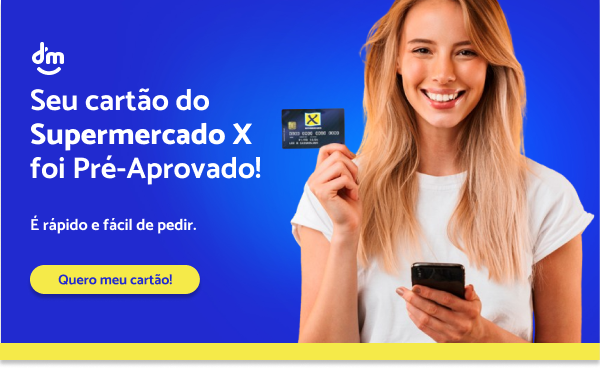 d'm
Seu cartão do
Supermercado X
foi Pré-Aprovado!
X
É rápido e fácil de pedir.
Quero meu cartão!